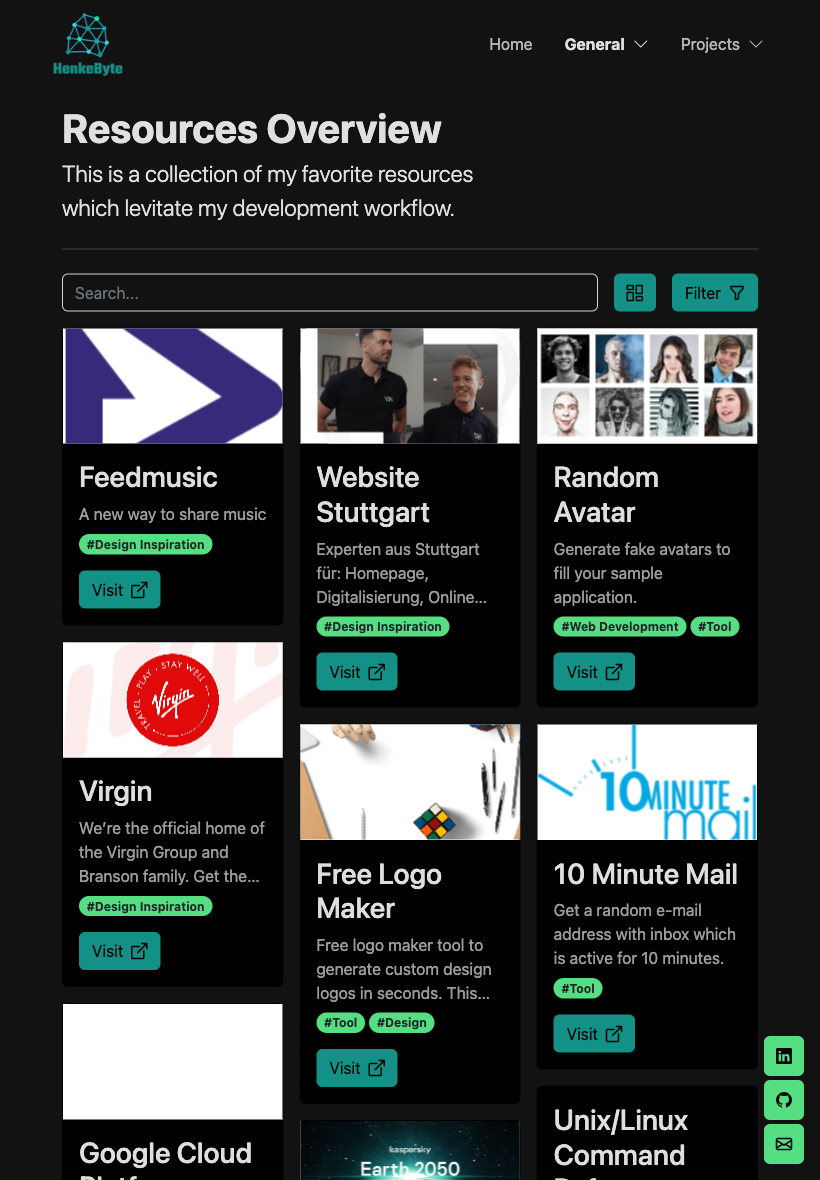 HenkeByte
Home
General
Projects
Resources Overview
This is a collection of my favorite resources
which levitate my development workflow.
Search...
Filter
Feedmusic
A new way to share music
#Design Inspiration
Visit
Website
Stuttgart
Experten aus Stuttgart
für: Homepage,
Digitalisierung, Online...
#Design Inspiration
Visit
Random
Avatar
Generate fake avatars to
fill your sample
application.
#Web Development #Tool
Visit
TRAVEL • PLAY • STAY WELL
Virgin
Virgin
We’re the official home of
the Virgin Group and
Branson family. Get the...
#Design Inspiration
Visit
Free Logo
Maker
Free logo maker tool to
generate custom design
logos in seconds. This...
#Tool #Design
Visit
10 MINUTE
mail
10 Minute Mail
Get a random e-mail
address with inbox which
is active for 10 minutes.
#Tool
Visit
Google Cloud
kaspersky
Earth 2050
Unix/Linux
Command